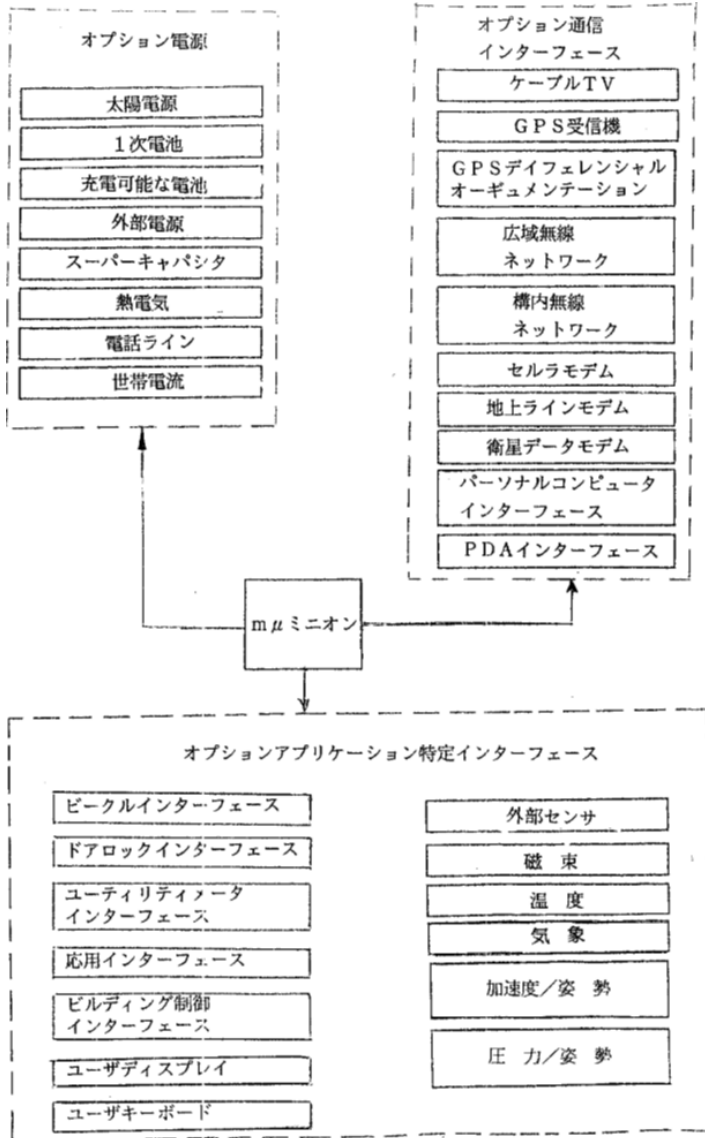 オプション電源
太陽電源
1次電池
充電可能な電池
外部電源
スーパーキャパシタ
熱電気
電話ライン
世帯電流
オプション通信
インターフェース
ケーブルTV
GPS受信機
GPSデイフェレンシャル
オーギュメンテーション
広域無線
ネットワーク
構内無線
ネットワーク
セルラモデム
地上ラインモデム
衛星データモデム
パーソナルコンピュータ
インターフェース
PDAインターフェース
mμミニオン
オプションアプリケーション特定インターフェース
ビークルインターフェース
ドアロックインターフェース
ユーティリティメータ
インターフェース
応用インターフェース
ビルディング制御
インターフェース
ユーザディスプレイ
ユーザキーボード
外部センサ
磁束
温度
気象
加速度/姿勢
圧力/姿勢